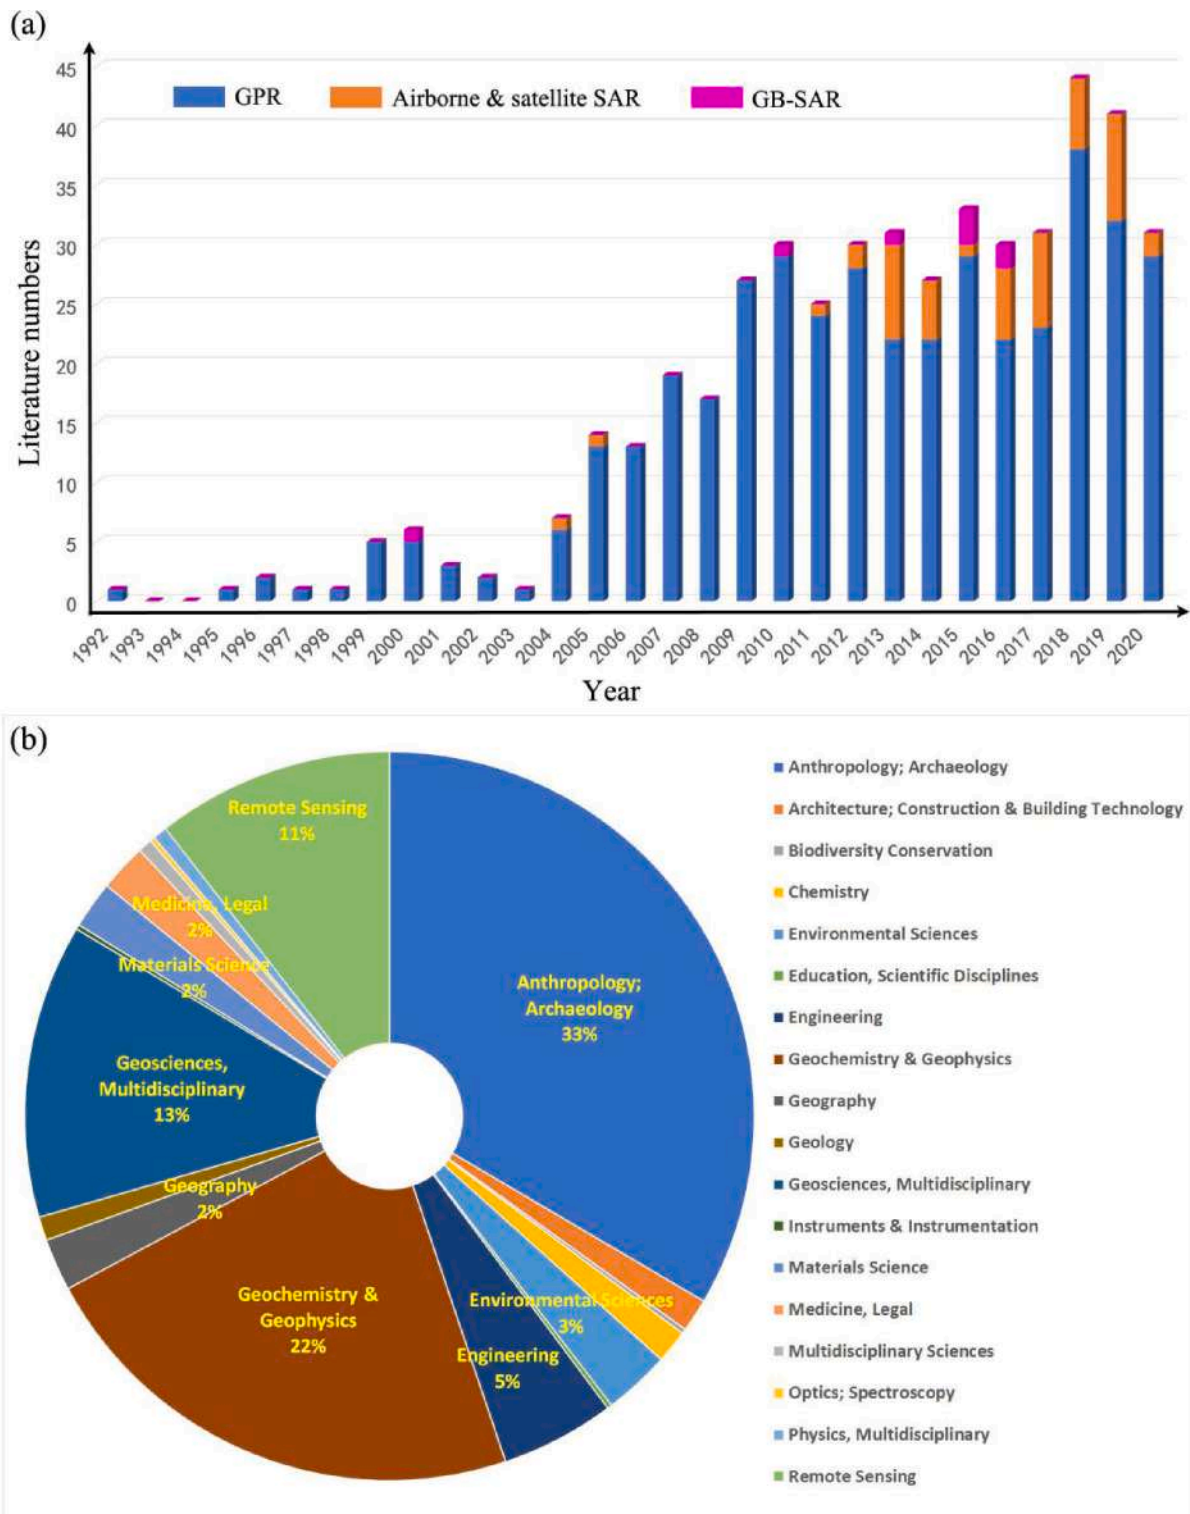 (a)
45
40
35
30
25
20
15
10
5
0
Literature numbers
GPR
Airborne & satellite SAR
GB-SAR
1992
1993
1994
1995
1996
1997
1998
1999
2000
2001
2002
2003
2004
2005
2006
2007
2008
2009
2010
2011
2012
2013
2014
2015
2016
2017
2018
2019
2020
Year
(b)
Remote Sensing
11%
Medicine, Legal
2%
Materials Science
2%
Geosciences,
Multidisciplinary
13%
Geography
2%
Geochemistry &
Geophysics
22%
Engineering
5%
Environmental Sciences
3%
Anthropology;
Archaeology
33%
Anthropology; Archaeology
Architecture; Construction & Building Technology
Biodiversity Conservation
Chemistry
Environmental Sciences
Education, Scientific Disciplines
Engineering
Geochemistry & Geophysics
Geography
Geology
Geosciences, Multidisciplinary
Instruments & Instrumentation
Materials Science
Medicine, Legal
Multidisciplinary Sciences
Optics; Spectroscopy
Physics, Multidisciplinary
Remote Sensing